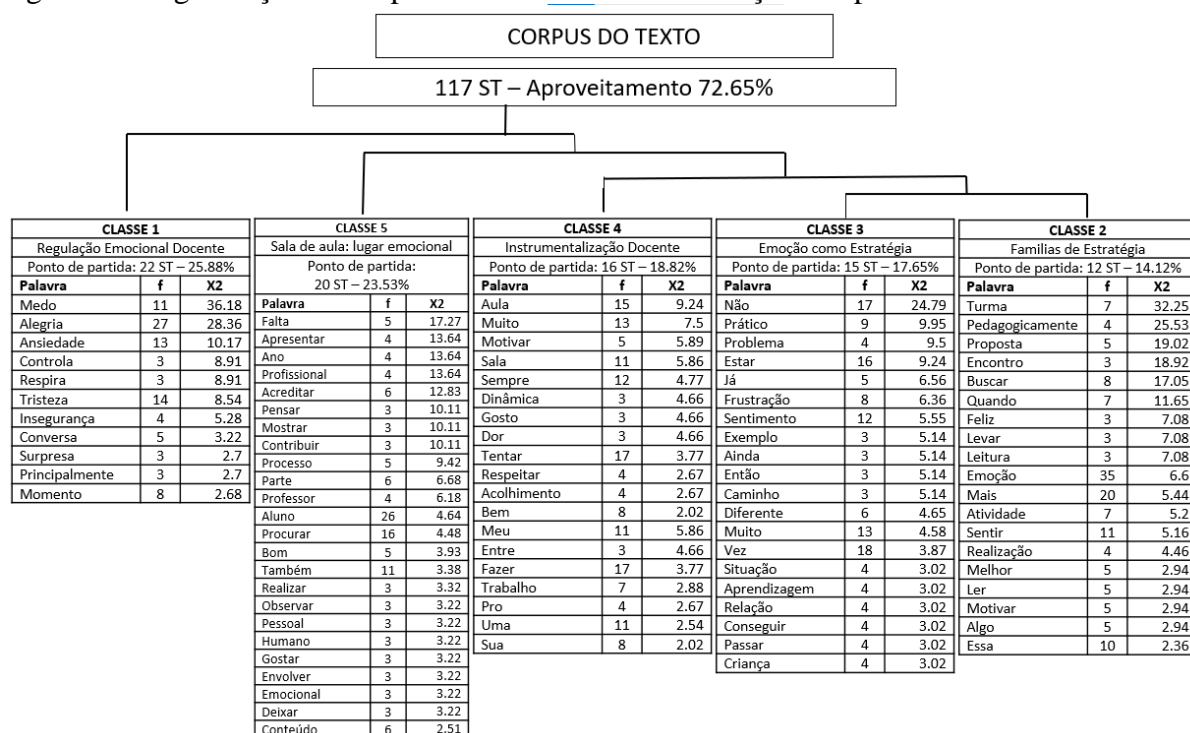 CORPUS DO TEXTO
117 ST – Aproveitamento 72.65%
CLASSE 1
Regulação Emocional Docente
Ponto de partida: 22 ST – 25.88%
Palavra f X2
Medo 11 36.18
Alegria 27 28.36
Ansiedade 13 10.17
Controla 3 8.91
Respira 3 8.91
Tristeza 14 8.54
Insegurança 4 5.28
Conversa 5 3.22
Surpresa 3 2.7
Principalmente 3 2.7
Momento 8 2.68
CLASSE 5
Sala de aula: lugar emocional
Ponto de partida:
20 ST – 23.53%
Palavra f X2
Falta 5 17.27
Apresentar 4 13.64
Ano 4 13.64
Profissional 4 13.64
Acreditar 6 12.83
Pensar 3 10.11
Mostrar 3 10.11
Contribuir 3 10.11
Processo 5 9.42
Parte 6 6.68
Professor 4 6.18
Aluno 26 4.64
Procurar 16 4.48
Bom 5 3.93
Também 11 3.38
Realizar 3 3.32
Observar 3 3.22
Pessoal 3 3.22
Humano 3 3.22
Gostar 3 3.22
Envolver 3 3.22
Emocional 3 3.22
Deixar 3 3.22
Conteúdo 6 2.51
CLASSE 4
Instrumentalização Docente
Ponto de partida: 16 ST – 18.82%
Palavra f X2
Aula 15 9.24
Muito 13 7.5
Motivar 5 5.89
Sala 11 5.86
Sempre 12 4.77
Dinâmica 3 4.66
Gosto 3 4.66
Dor 3 4.66
Tentar 17 3.77
Respeitar 4 2.67
Acolhimento 4 2.67
Bem 8 2.02
Meu 11 5.86
Entre 3 4.66
Fazer 17 3.77
Trabalho 7 2.88
Pro 4 2.67
Uma 11 2.54
Sua 8 2.02
CLASSE 3
Emoção como Estratégia
Ponto de partida: 15 ST – 17.65%
Palavra f X2
Não 17 24.79
Prático 9 9.95
Problema 4 9.5
Estar 16 9.24
Já 5 6.56
Frustração 8 6.36
Sentimento 12 5.55
Exemplo 3 5.14
Ainda 3 5.14
Então 3 5.14
Caminho 3 5.14
Diferente 6 4.65
Muito 13 4.58
Vez 18 3.87
Situação 4 3.02
Aprendizagem 4 3.02
Relação 4 3.02
Conseguir 4 3.02
Passar 4 3.02
Criança 4 3.02
CLASSE 2
Familias de Estratégia
Ponto de partida: 12 ST – 14.12%
Palavra f X2
Turma 7 32.25
Pedagogicamente 4 25.53
Proposta 5 19.02
Encontro 3 18.92
Buscar 8 17.05
Quando 7 11.65
Feliz 3 7.08
Levar 3 7.08
Leitura 3 7.08
Emoção 35 6.6
Mais 20 5.44
Atividade 7 5.2
Sentir 11 5.16
Realização 4 4.46
Melhor 5 2.94
Ler 5 2.94
Motivar 5 2.94
Algo 5 2.94
Essa 10 2.36